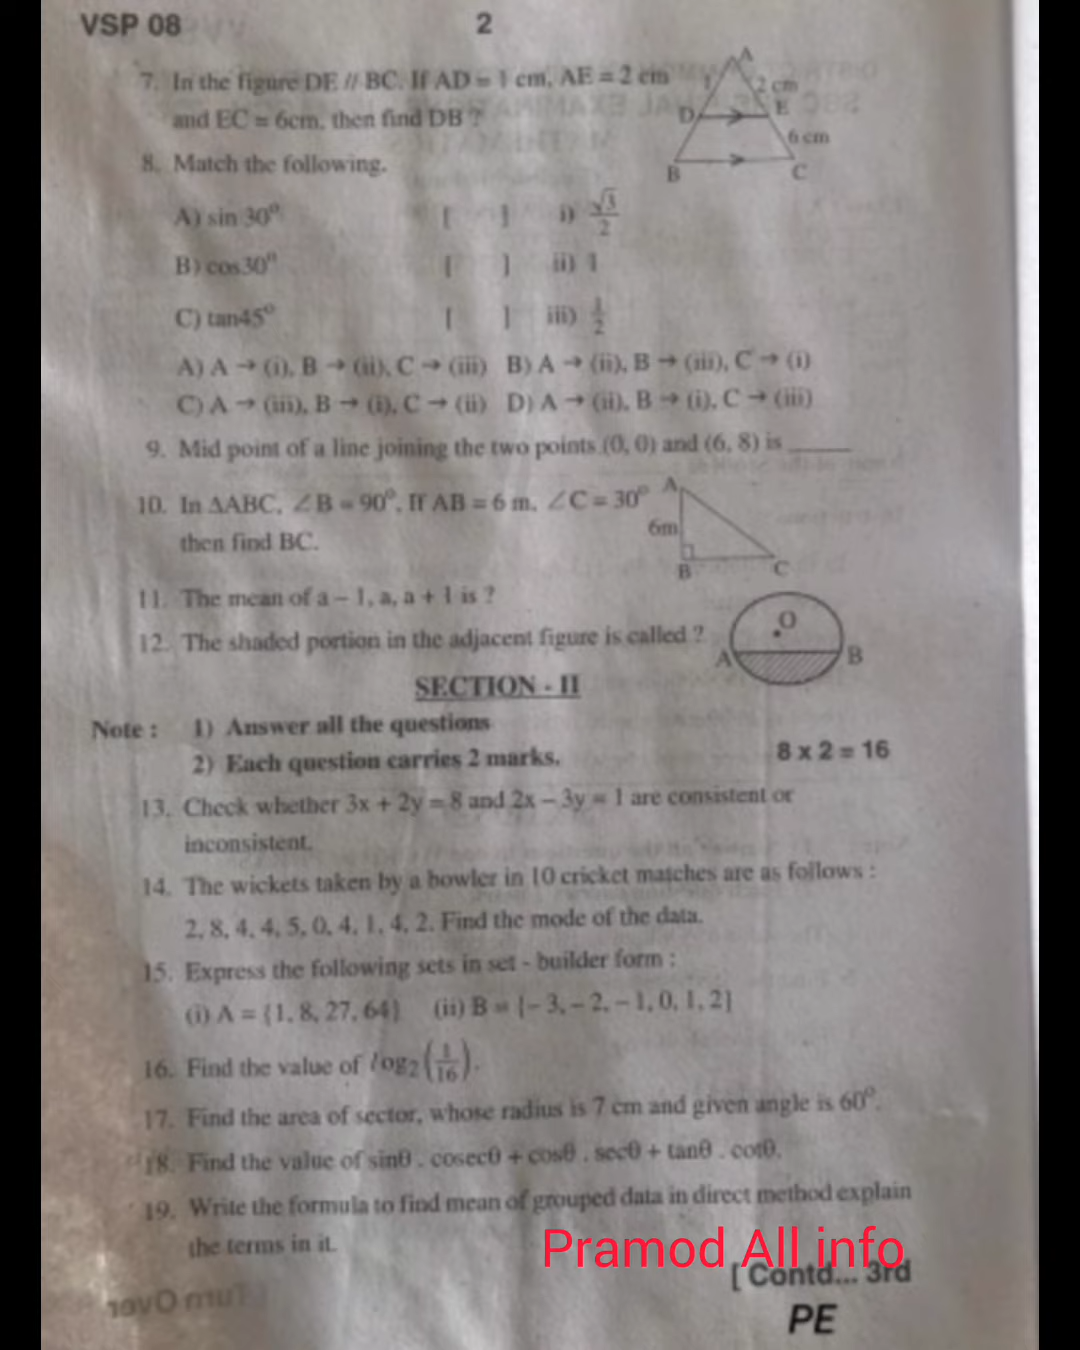 VSP 08
2
7. In the figure DE // BC. If AD = 1 cm, AE = 2 cm
and EC = 6cm, then find DB ?
A
1
2 cm
D
E
6 cm
B
C
8. Match the following.
A) sin 30° [ ] i) √3/2
B) cos30° [ ] ii) 1
C) tan45° [ ] iii) 1/2
A) A → (i), B → (ii), C → (iii) B) A → (ii), B → (iii), C → (i)
C) A → (iii), B → (i), C → (ii) D) A → (ii), B → (i), C → (iii)
9. Mid point of a line joining the two points (0, 0) and (6, 8) is ______
10. In ΔABC, ∠B = 90°. If AB = 6 m, ∠C = 30°
then find BC.
A
6m
B
C
11. The mean of a – 1, a, a + 1 is ?
12. The shaded portion in the adjacent figure is called ?
O
A
B
SECTION - II
Note : 1) Answer all the questions
2) Each question carries 2 marks.
8 x 2 = 16
13. Check whether 3x + 2y = 8 and 2x – 3y = 1 are consistent or
inconsistent.
14. The wickets taken by a bowler in 10 cricket matches are as follows :
2, 8, 4, 4, 5, 0, 4, 1, 4, 2. Find the mode of the data.
15. Express the following sets in set - builder form :
(i) A = {1, 8, 27, 64} (ii) B = {– 3, – 2, – 1, 0, 1, 2}
16. Find the value of log₂(1/16).
17. Find the area of sector, whose radius is 7 cm and given angle is 60°.
18. Find the value of sinθ . cosecθ + cosθ . secθ + tanθ . cotθ.
19. Write the formula to find mean of grouped data in direct method explain
the terms in it.
Pramod All info
[ Contd... 3rd
PE